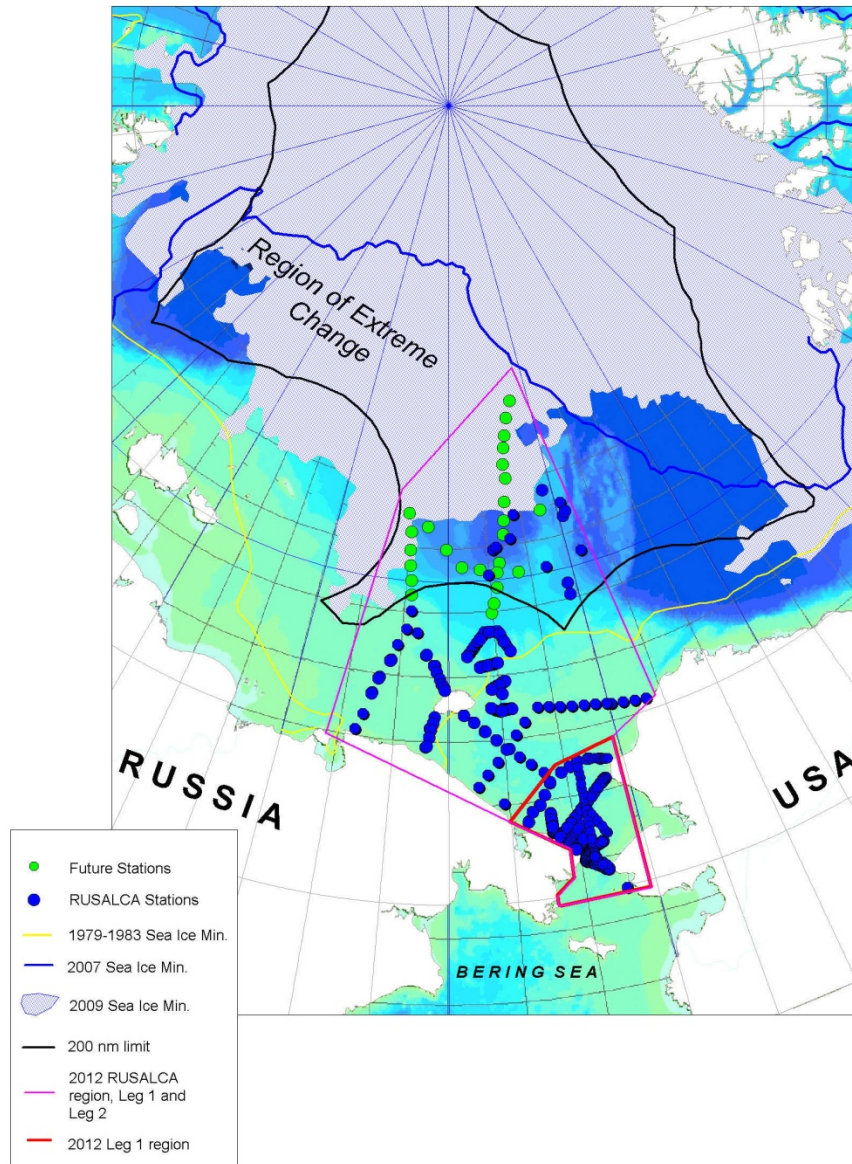 Region of Extreme
Change
RUSSIA
USA
BERING SEA
Future Stations
RUSALCA Stations
1979-1983 Sea Ice Min.
2007 Sea Ice Min.
2009 Sea Ice Min.
200 nm limit
2012 RUSALCA
region, Leg 1 and
Leg 2
2012 Leg 1 region